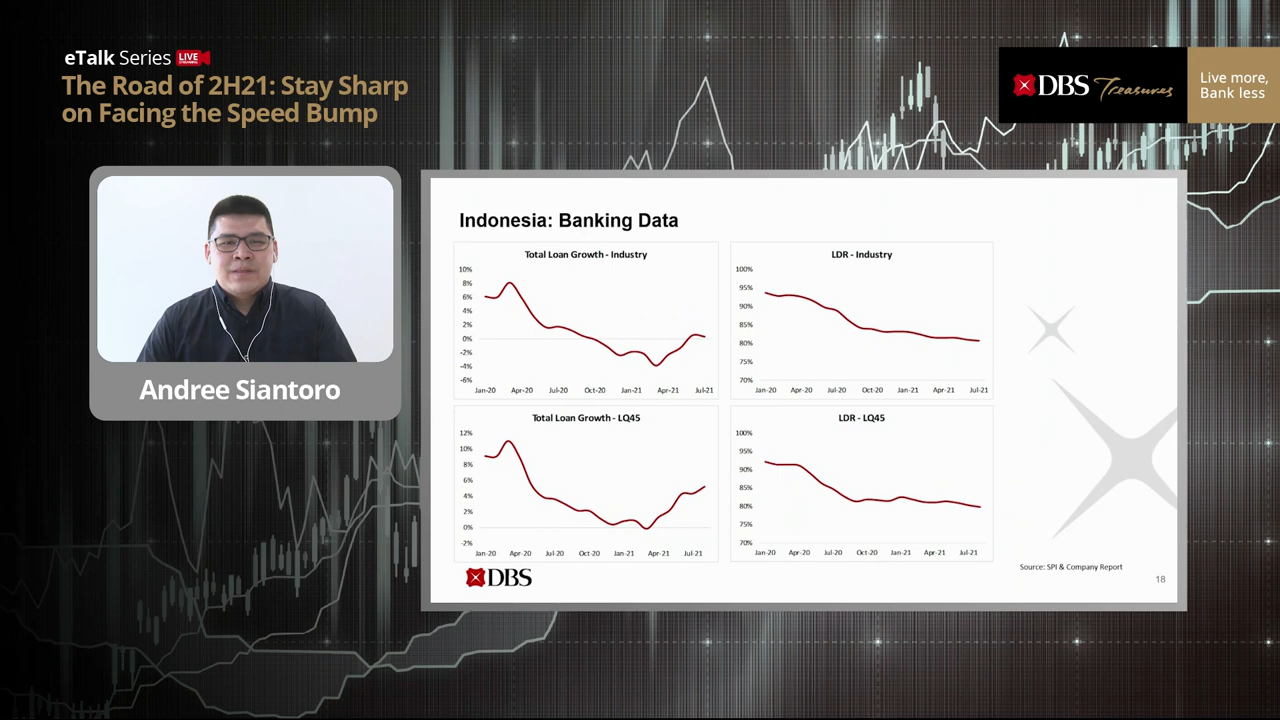 eTalk Series LIVE
STREAMING
The Road of 2H21: Stay Sharp
on Facing the Speed Bump
DBS Treasures
Live more,
Bank less
Andree Siantoro
Indonesia: Banking Data
Total Loan Growth - Industry
10%
8%
6%
4%
2%
0%
-2%
-4%
-6%
Jan-20 Apr-20 Jul-20 Oct-20 Jan-21 Apr-21 Jul-21
LDR - Industry
100%
95%
90%
85%
80%
75%
70%
Jan-20 Apr-20 Jul-20 Oct-20 Jan-21 Apr-21 Jul-21
Total Loan Growth - LQ45
12%
10%
8%
6%
4%
2%
0%
-2%
Jan-20 Apr-20 Jul-20 Oct-20 Jan-21 Apr-21 Jul-21
LDR - LQ45
100%
95%
90%
85%
80%
75%
70%
Jan-20 Apr-20 Jul-20 Oct-20 Jan-21 Apr-21 Jul-21
DBS
Source: SPI & Company Report
18